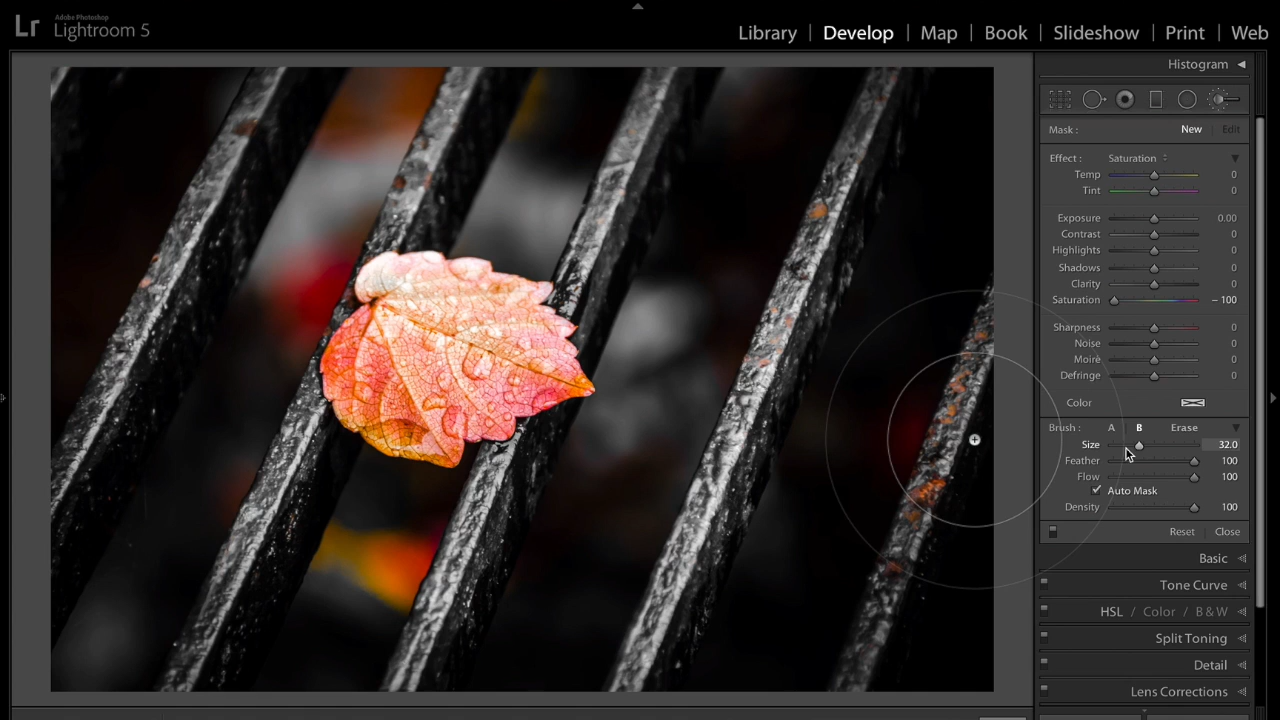 Lr Adobe Photoshop
Lightroom 5
Library | Develop | Map | Book | Slideshow | Print | Web
Histogram
Mask : New Edit
Effect : Saturation
Temp 0
Tint 0
Exposure 0.00
Contrast 0
Highlights 0
Shadows 0
Clarity 0
Saturation – 100
Sharpness 0
Noise 0
Moiré 0
Defringe 0
Color
Brush : A B Erase
Size 32.0
Feather 100
Flow 100
Auto Mask
Density 100
Reset Close
Basic
Tone Curve
HSL / Color / B & W
Split Toning
Detail
Lens Corrections